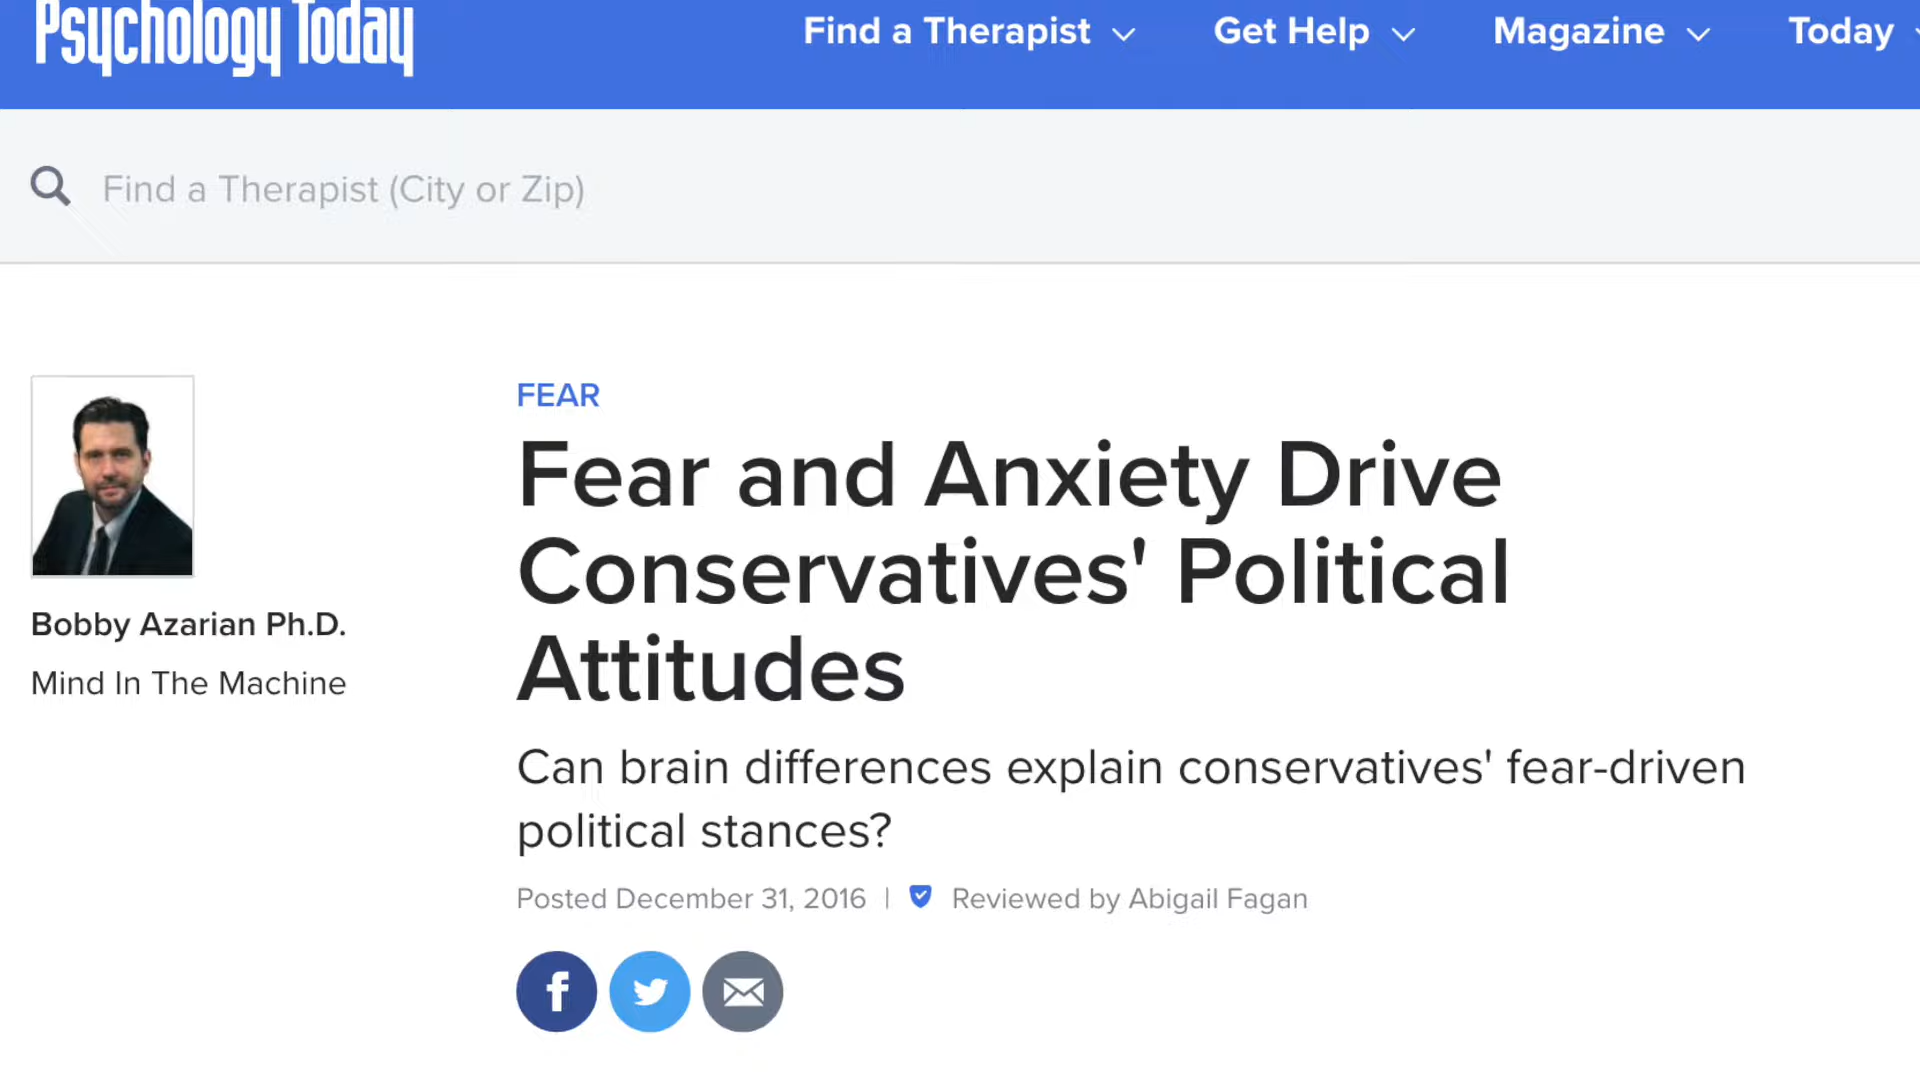 Psychology Today
Find a Therapist
Get Help
Magazine
Today
Find a Therapist (City or Zip)
Bobby Azarian Ph.D.
Mind In The Machine
FEAR
Fear and Anxiety Drive
Conservatives' Political
Attitudes
Can brain differences explain conservatives' fear-driven
political stances?
Posted December 31, 2016 | Reviewed by Abigail Fagan